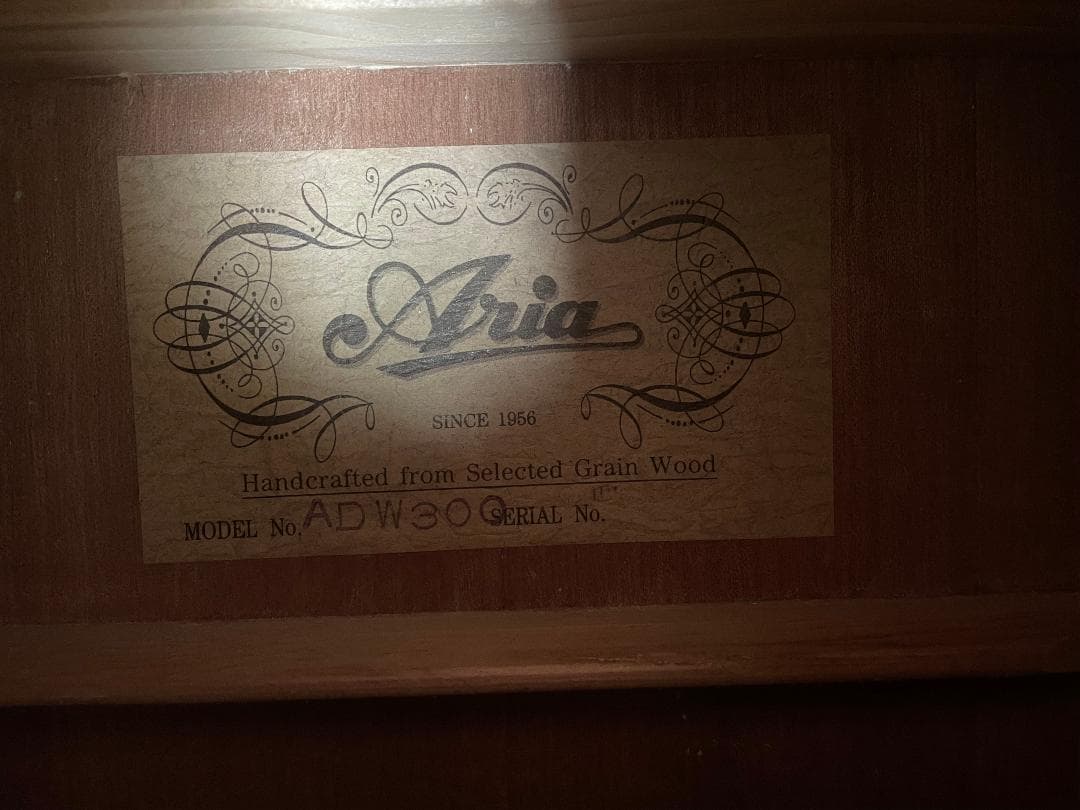 Aria
SINCE 1956
Handcrafted from Selected Grain Wood
MODEL No. ADW300 SERIAL No.